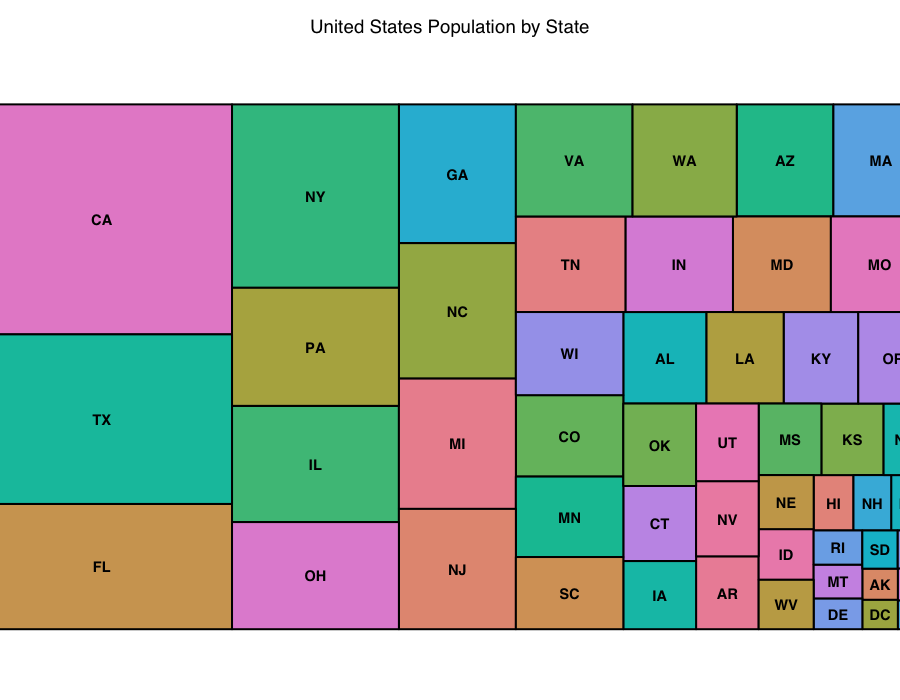 United States Population by State
CA
TX
FL
NY
PA
IL
OH
GA
NC
MI
NJ
VA
WA
AZ
MA
TN
IN
MD
MO
WI
CO
MN
SC
AL
LA
KY
OK
CT
IA
UT
NV
AR
MS
KS
NE
ID
WV
HI
NH
RI
MT
DE
SD
AK
DC